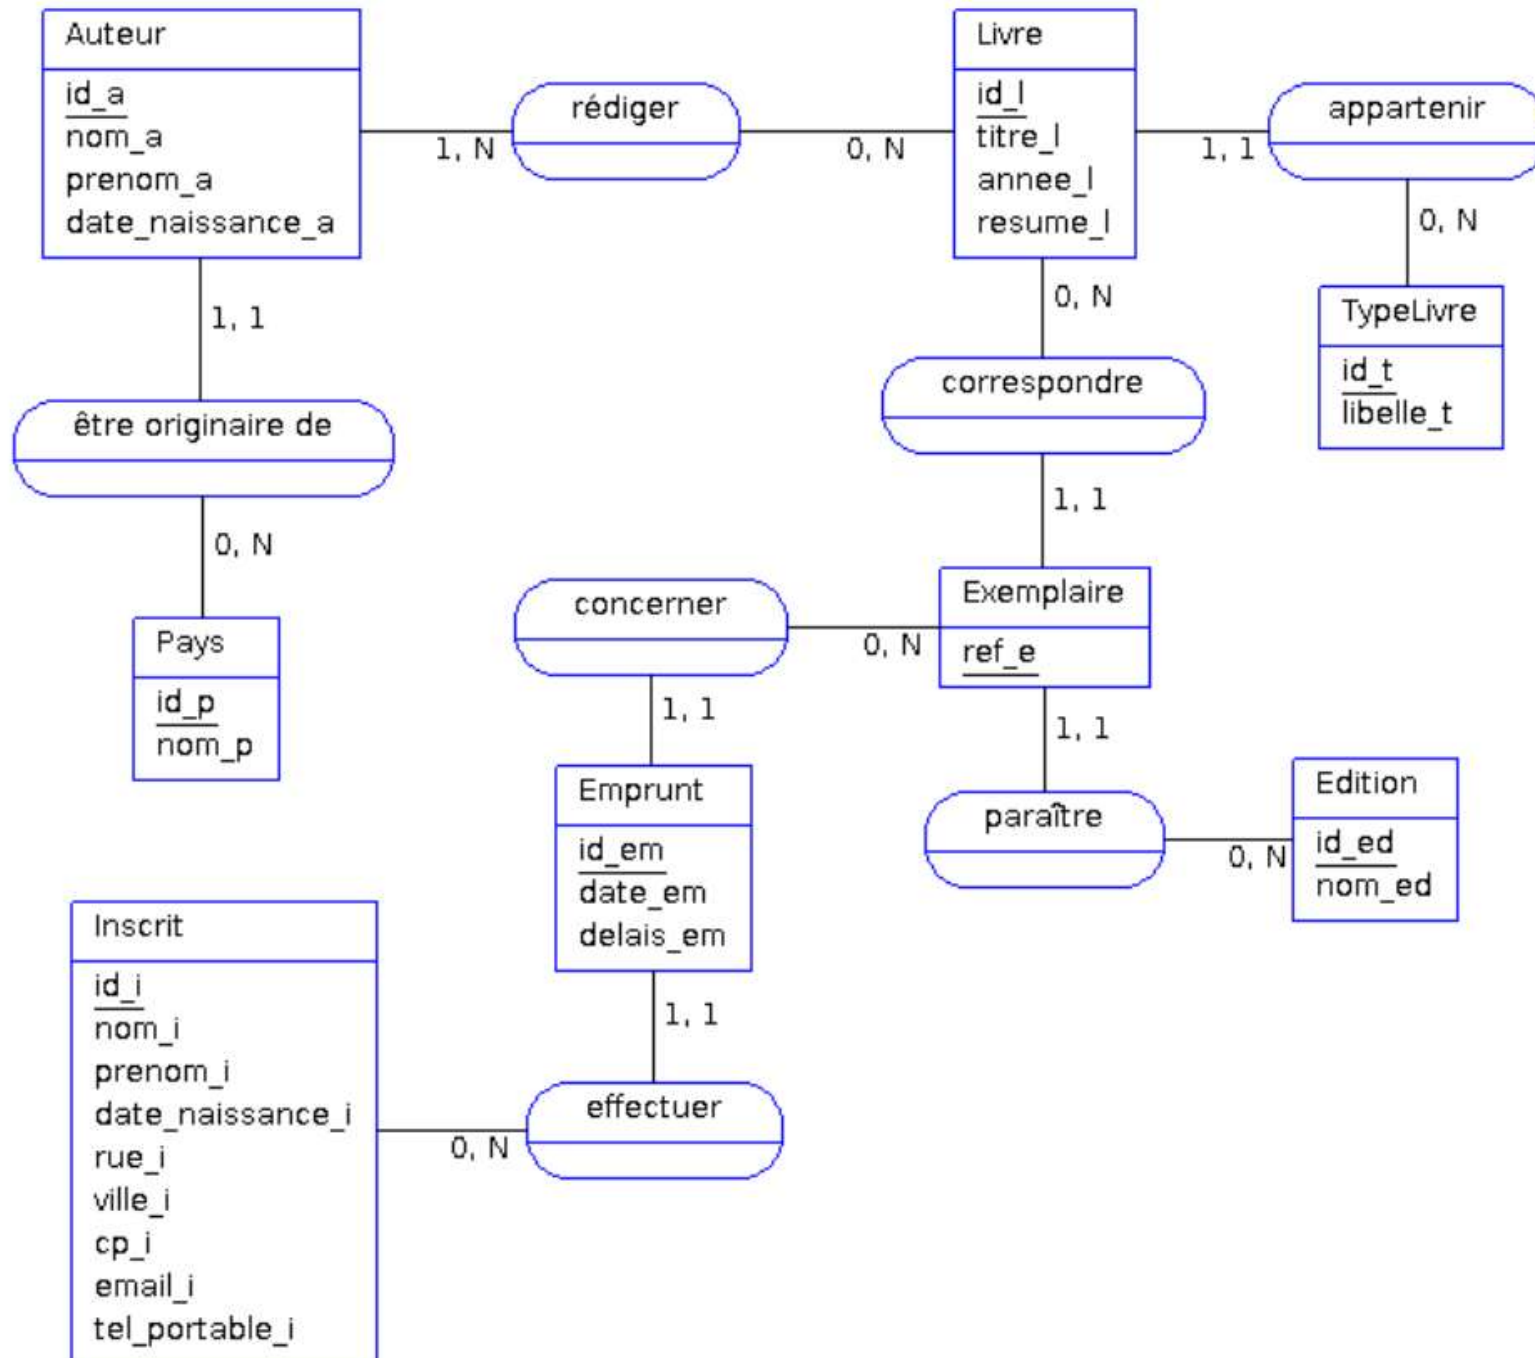 Auteur
id_a
nom_a
prenom_a
date_naissance_a
1, N
rédiger
0, N
Livre
id_l
titre_l
annee_l
resume_l
1, 1
appartenir
0, N
TypeLivre
id_t
libelle_t
1, 1
être originaire de
0, N
Pays
id_p
nom_p
0, N
correspondre
1, 1
Exemplaire
ref_e
0, N
concerner
1, 1
Emprunt
id_em
date_em
delais_em
1, 1
paraître
0, N
Edition
id_ed
nom_ed
1, 1
effectuer
0, N
Inscrit
id_i
nom_i
prenom_i
date_naissance_i
rue_i
ville_i
cp_i
email_i
tel_portable_i